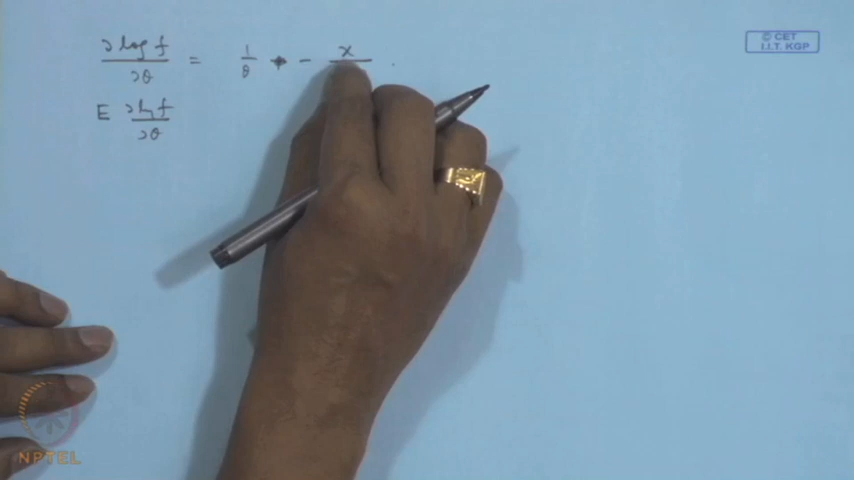 ∂ log f / ∂θ = 1/θ - x
E ∂ log f / ∂θ
© CET
I.I.T. KGP
NPTEL